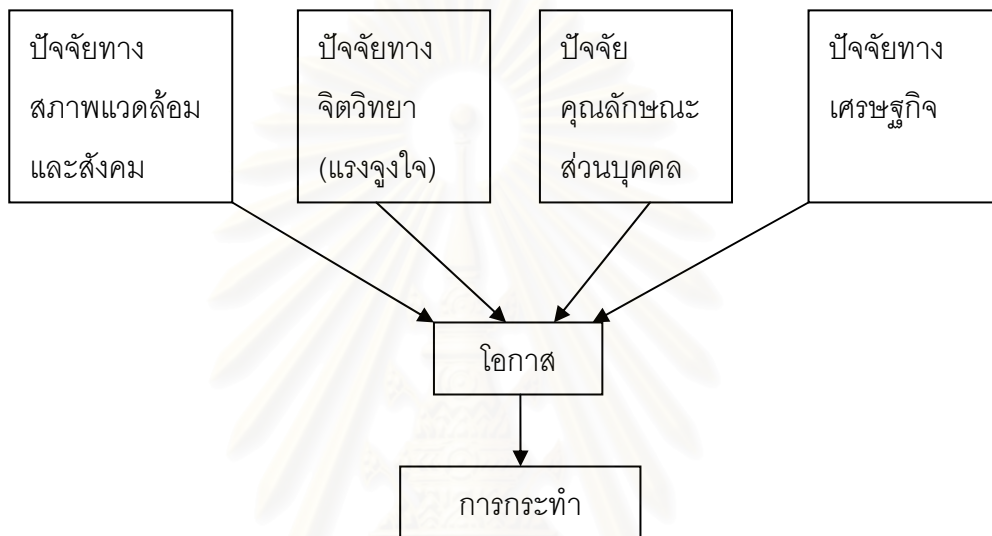 ปัจจัยทาง
สภาพแวดล้อม
และสังคม
ปัจจัยทาง
จิตวิทยา
(แรงจูงใจ)
ปัจจัย
คุณลักษณะ
ส่วนบุคคล
ปัจจัยทาง
เศรษฐกิจ
โอกาส
การกระทำ